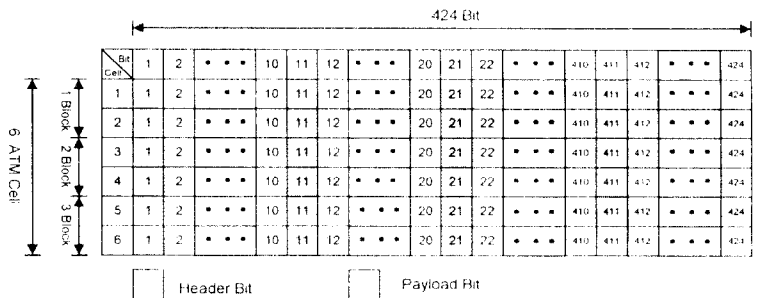 424 Bit
Bit 1 2 • • • 10 11 12 • • • 20 21 22 • • • 410 411 412 • • • 424
Cell
1 1 2 • • • 10 11 12 • • • 20 21 22 • • • 410 411 412 • • • 424
2 1 2 • • • 10 11 12 • • • 20 21 22 • • • 410 411 412 • • • 424
3 1 2 • • • 10 11 12 • • • 20 21 22 • • • 410 411 412 • • • 424
4 1 2 • • • 10 11 12 • • • 20 21 22 • • • 410 411 412 • • • 424
5 1 2 • • • 10 11 12 • • • 20 21 22 • • • 410 411 412 • • • 424
6 1 2 • • • 10 11 12 • • • 20 21 22 • • • 410 411 412 • • • 424
6 ATM Cell
1 Block
2 Block
3 Block
Header Bit
Payload Bit